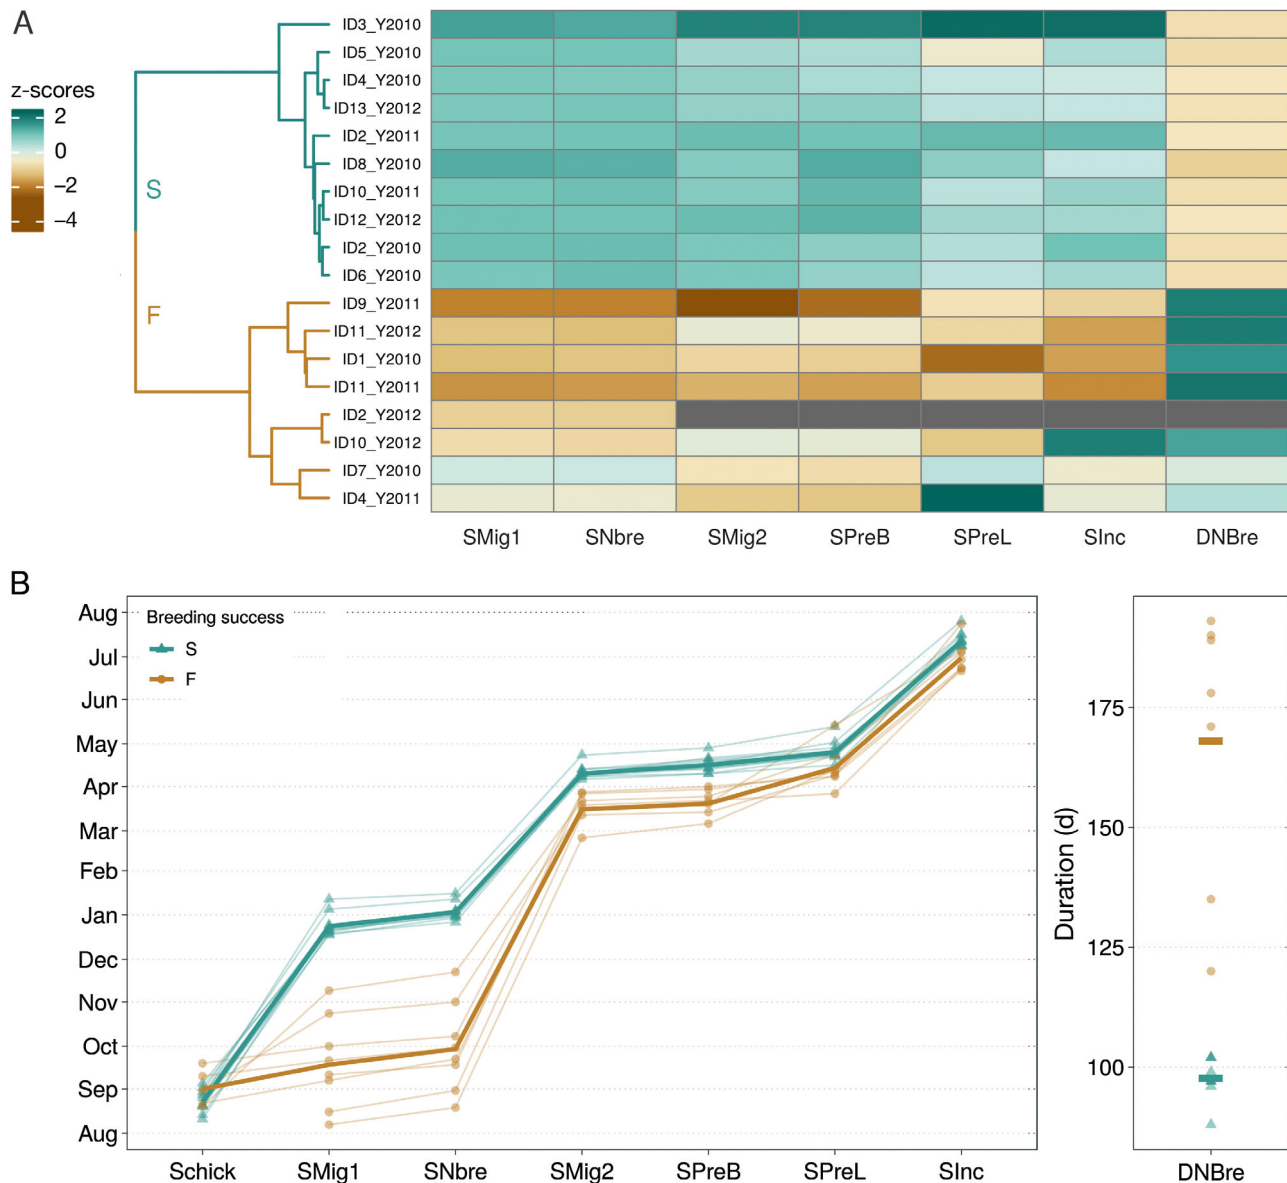 A
z-scores
2
0
−2
−4
S
F
ID3_Y2010
ID5_Y2010
ID4_Y2010
ID13_Y2012
ID2_Y2011
ID8_Y2010
ID10_Y2011
ID12_Y2012
ID2_Y2010
ID6_Y2010
ID9_Y2011
ID11_Y2012
ID1_Y2010
ID11_Y2011
ID2_Y2012
ID10_Y2012
ID7_Y2010
ID4_Y2011
SMig1 SNbre SMig2 SPreB SPreL SInc DNBre
B
Breeding success
S
F
Aug
Jul
Jun
May
Apr
Mar
Feb
Jan
Dec
Nov
Oct
Sep
Aug
Schick SMig1 SNbre SMig2 SPreB SPreL SInc
Duration (d)
175
150
125
100
DNBre